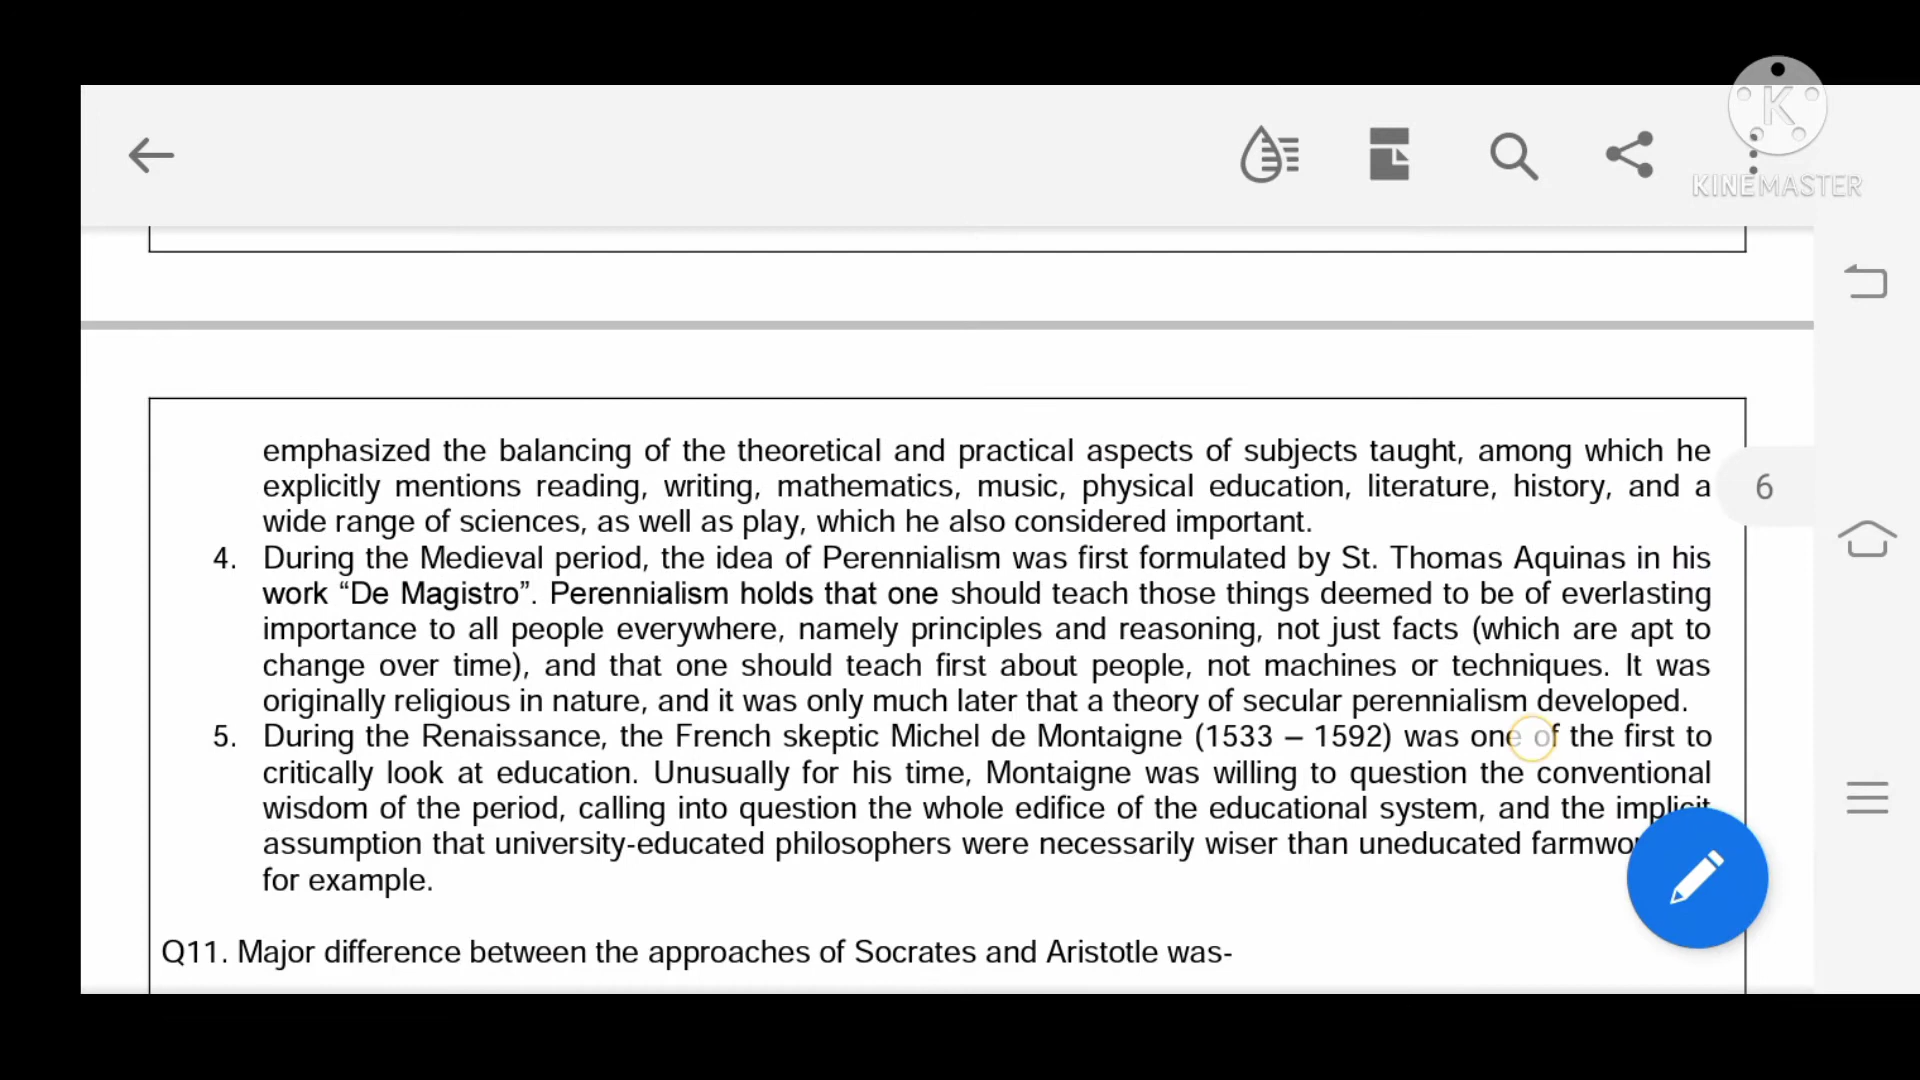 K
KINEMASTER
emphasized the balancing of the theoretical and practical aspects of subjects taught, among which he
explicitly mentions reading, writing, mathematics, music, physical education, literature, history, and a
wide range of sciences, as well as play, which he also considered important.
6
4. During the Medieval period, the idea of Perennialism was first formulated by St. Thomas Aquinas in his
work “De Magistro”. Perennialism holds that one should teach those things deemed to be of everlasting
importance to all people everywhere, namely principles and reasoning, not just facts (which are apt to
change over time), and that one should teach first about people, not machines or techniques. It was
originally religious in nature, and it was only much later that a theory of secular perennialism developed.
5. During the Renaissance, the French skeptic Michel de Montaigne (1533 – 1592) was one of the first to
critically look at education. Unusually for his time, Montaigne was willing to question the conventional
wisdom of the period, calling into question the whole edifice of the educational system, and the implicit
assumption that university-educated philosophers were necessarily wiser than uneducated
for example.
Q11. Major difference between the approaches of Socrates and Aristotle was-